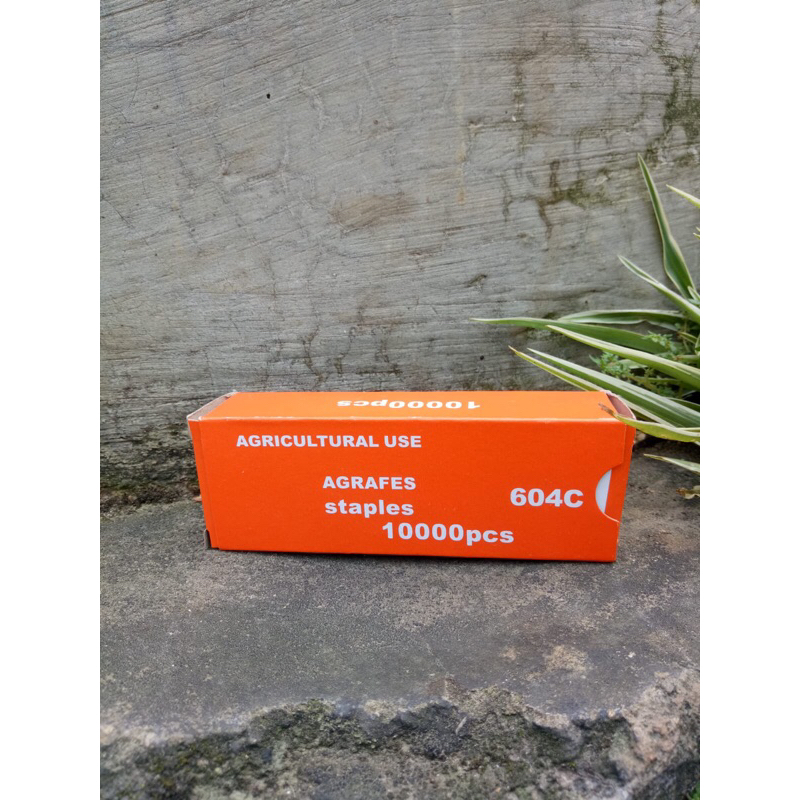 10000pcs
AGRICULTURAL USE
AGRAFES
staples
604C
10000pcs